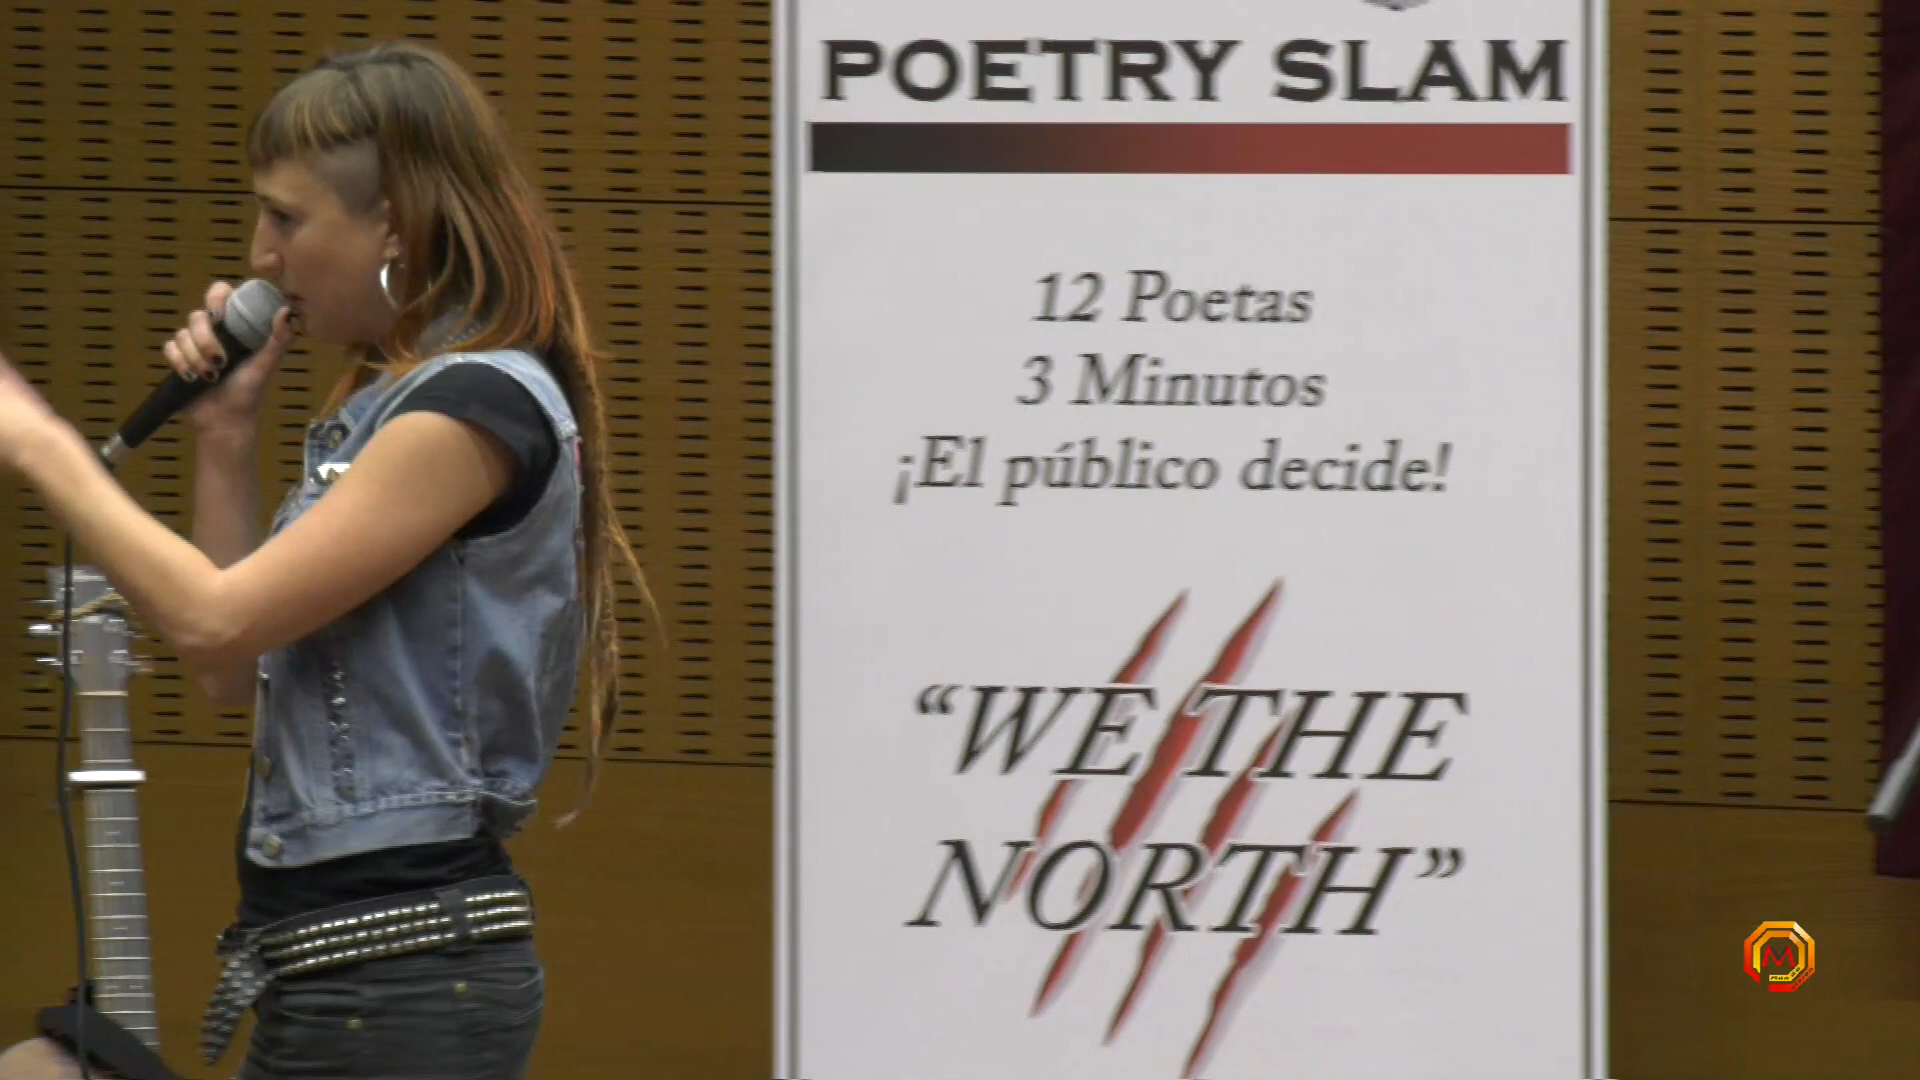 POETRY SLAM
12 Poetas
3 Minutos
¡El público decide!
“WE THE
NORTH”
M